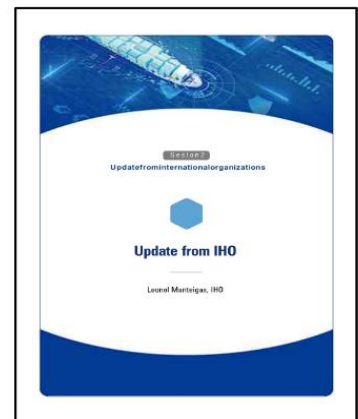 Session 2
Updatefrominternationalorganizations
Update from IHO
Leonel Manteigas, IHO